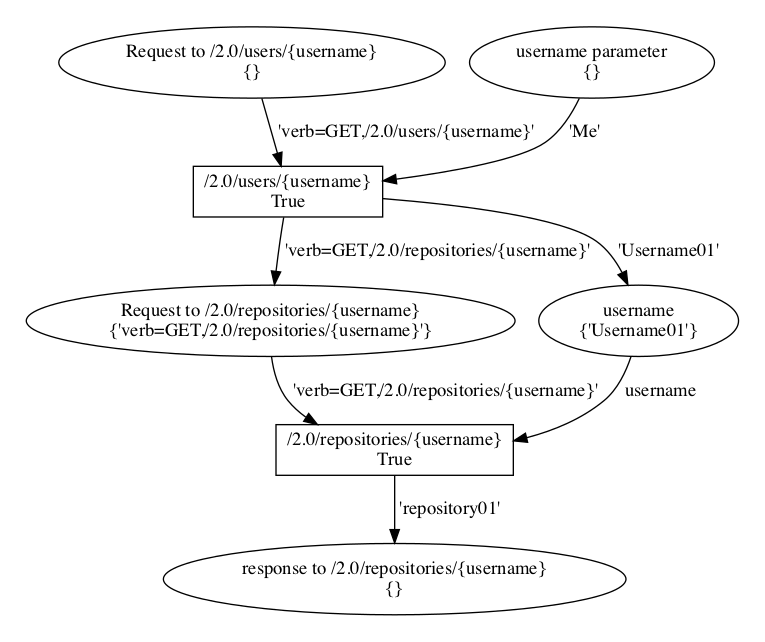 Request to /2.0/users/{username}
{}
username parameter
{}
'verb=GET,/2.0/users/{username}'
'Me'
/2.0/users/{username}
True
'verb=GET,/2.0/repositories/{username}'
'Username01'
Request to /2.0/repositories/{username}
{'verb=GET,/2.0/repositories/{username}'}
username
{'Username01'}
'verb=GET,/2.0/repositories/{username}'
username
/2.0/repositories/{username}
True
'repository01'
response to /2.0/repositories/{username}
{}